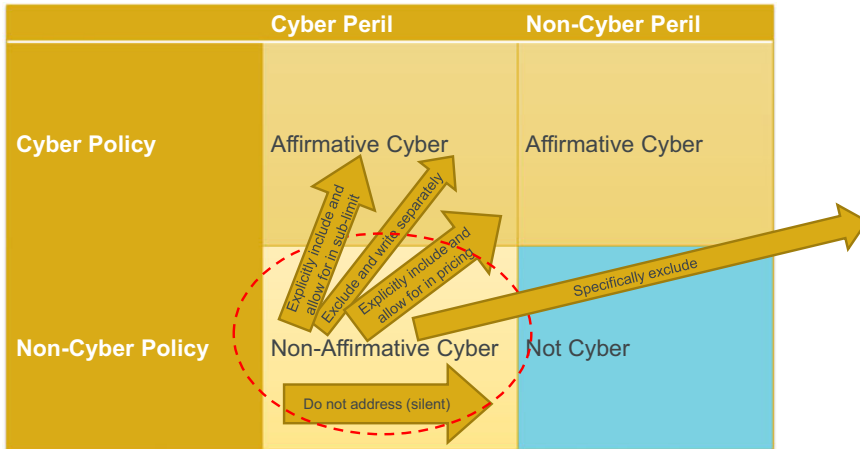 Cyber Peril
Non-Cyber Peril
Cyber Policy
Affirmative Cyber
Affirmative Cyber
Explicitly include and
allow for in sub-limit
Exclude and write separately
Explicitly include and
allow for in pricing
Specifically exclude
Non-Cyber Policy
Non-Affirmative Cyber
Not Cyber
Do not address (silent)